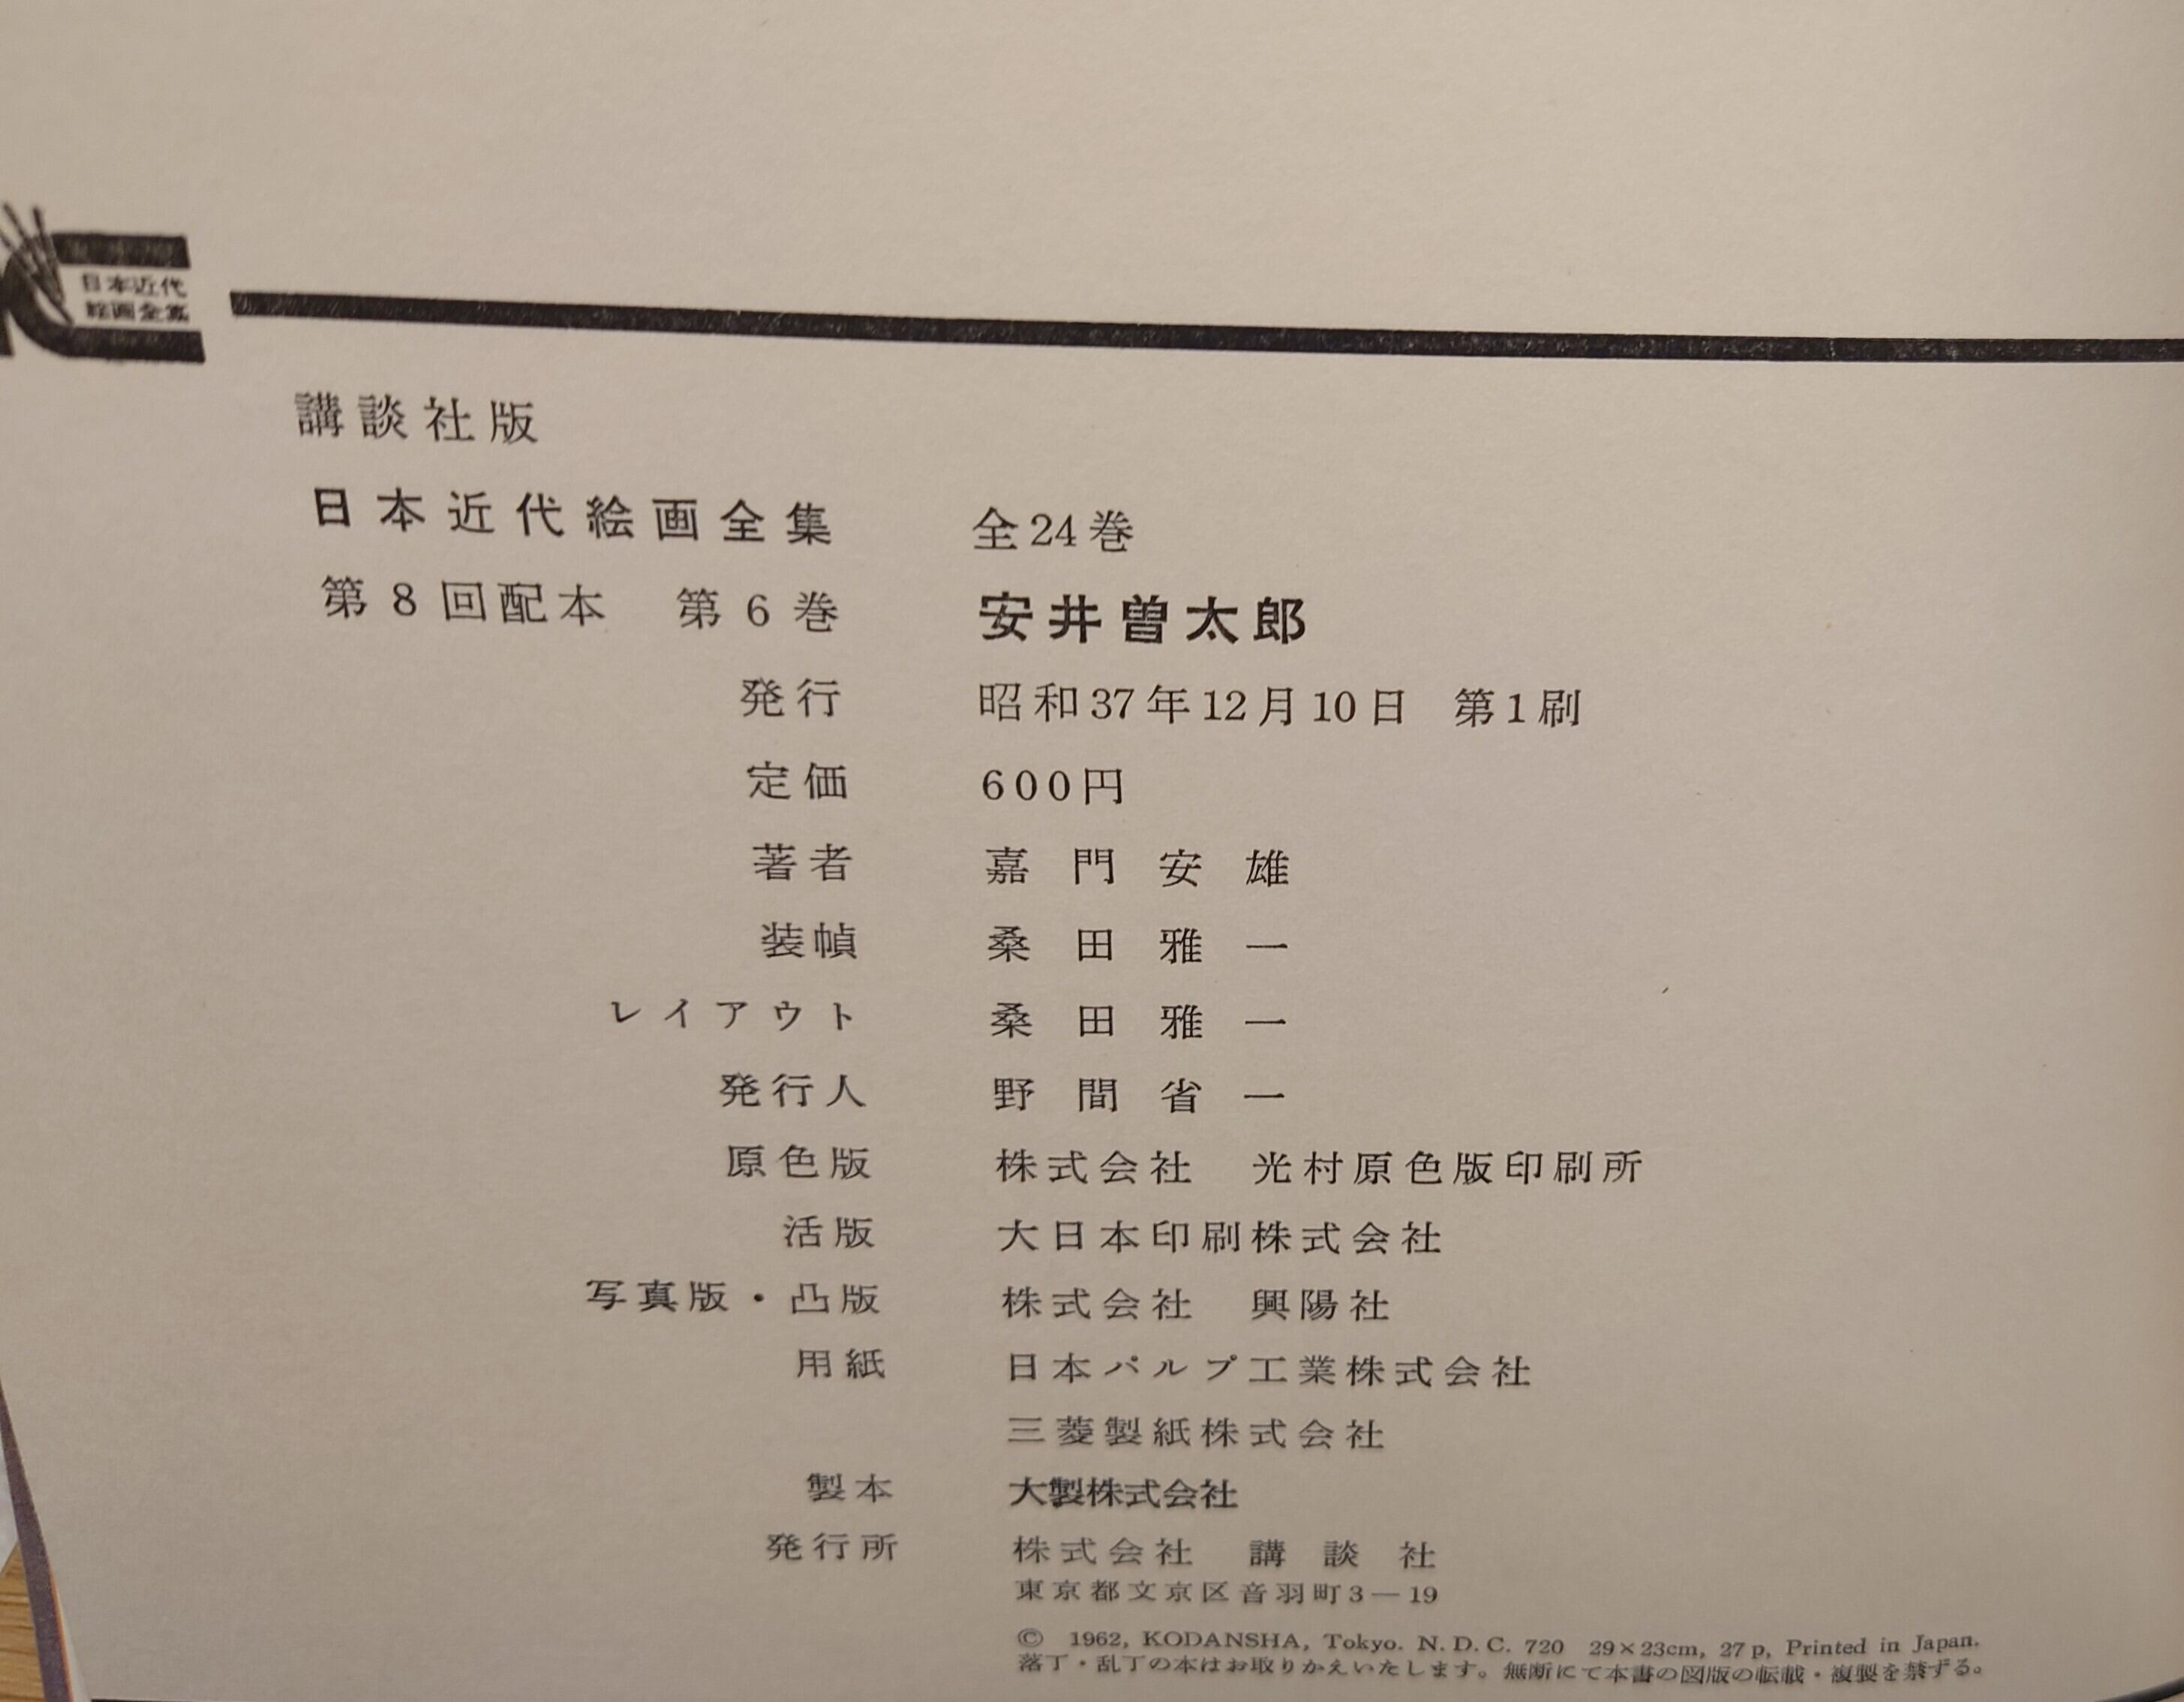 日本近代
絵画全集
講談社版
日本近代絵画全集 全24巻
第8回配本 第6巻 安井曽太郎
発行 昭和37年12月10日 第1刷
定価 600円
著者 嘉門安雄
装幀 桑田雅一
レイアウト 桑田雅一
発行人 野間省一
原色版 株式会社 光村原色版印刷所
活版 大日本印刷株式会社
写真版・凸版 株式会社 興陽社
用紙 日本パルプ工業株式会社
三菱製紙株式会社
製本 大製株式会社
発行所 株式会社 講談社
東京都文京区音羽町3—19
© 1962, KODANSHA, Tokyo. N. D. C. 720 29×23cm, 27 p, Printed in Japan.
落丁・乱丁の本はお取りかえいたします。無断にて本書の図版の転載・複製を禁ずる。